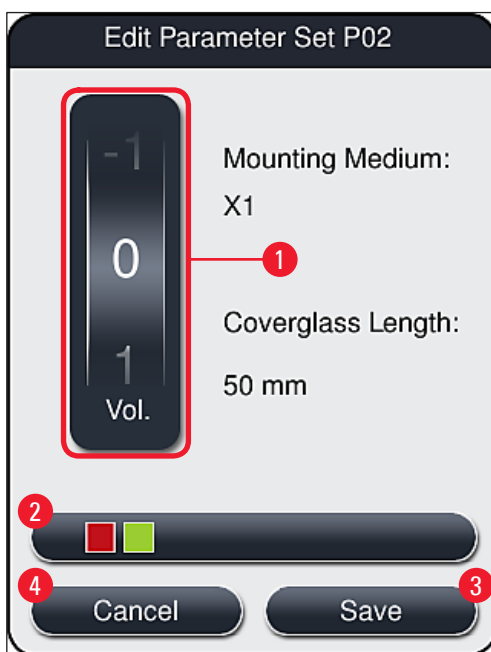 Edit Parameter Set P02
-1
0
1
Vol.
1
Mounting Medium:
X1
Coverglass Length:
50 mm
2
4
3
Cancel
Save